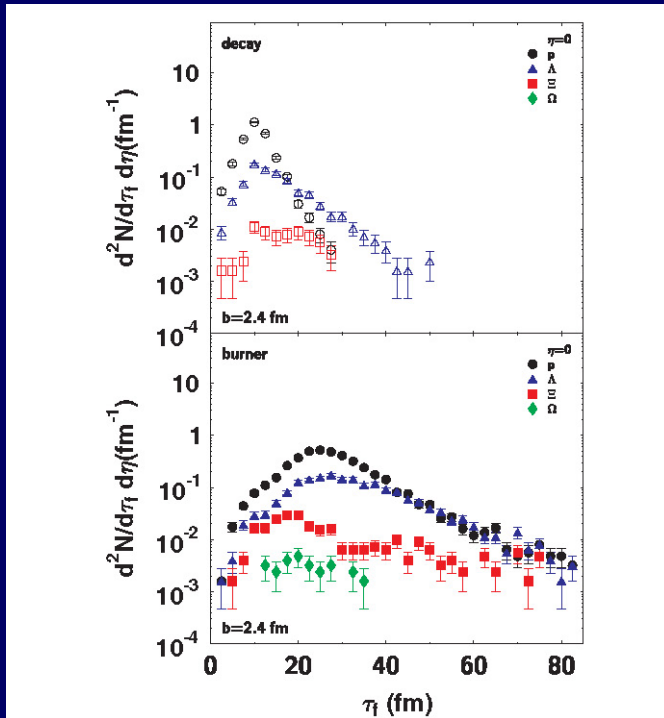 decay
η=0
p
Λ
Ξ
Ω
d²N/dτf dη(fm⁻¹)
10
1
10⁻¹
10⁻²
10⁻³
10⁻⁴
b=2.4 fm
burner
η=0
p
Λ
Ξ
Ω
d²N/dτf dη(fm⁻¹)
10
1
10⁻¹
10⁻²
10⁻³
10⁻⁴
b=2.4 fm
0 20 40 60 80
τf (fm)